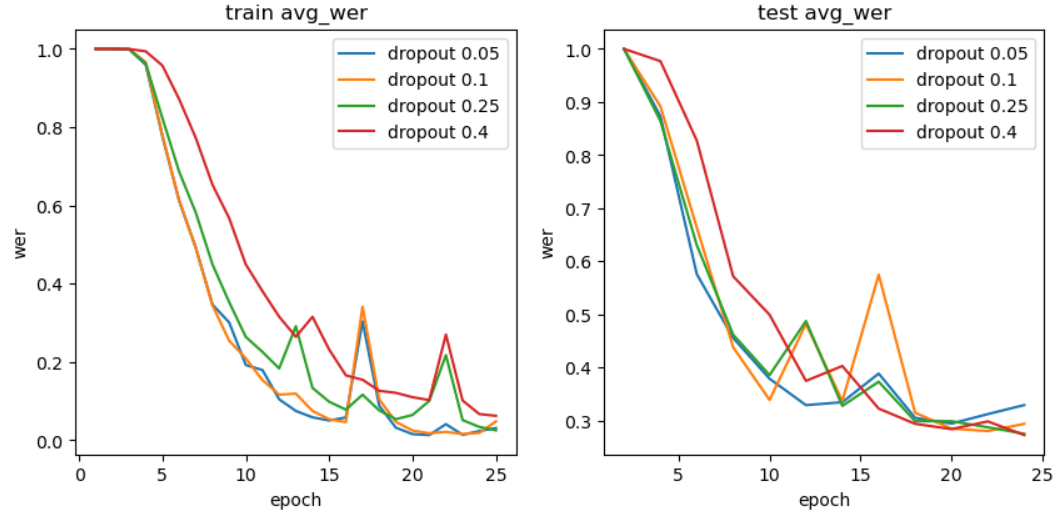 train avg_wer
wer
1.0
0.8
0.6
0.4
0.2
0.0
dropout 0.05
dropout 0.1
dropout 0.25
dropout 0.4
0 5 10 15 20 25
epoch
test avg_wer
wer
1.0
0.9
0.8
0.7
0.6
0.5
0.4
0.3
dropout 0.05
dropout 0.1
dropout 0.25
dropout 0.4
5 10 15 20 25
epoch